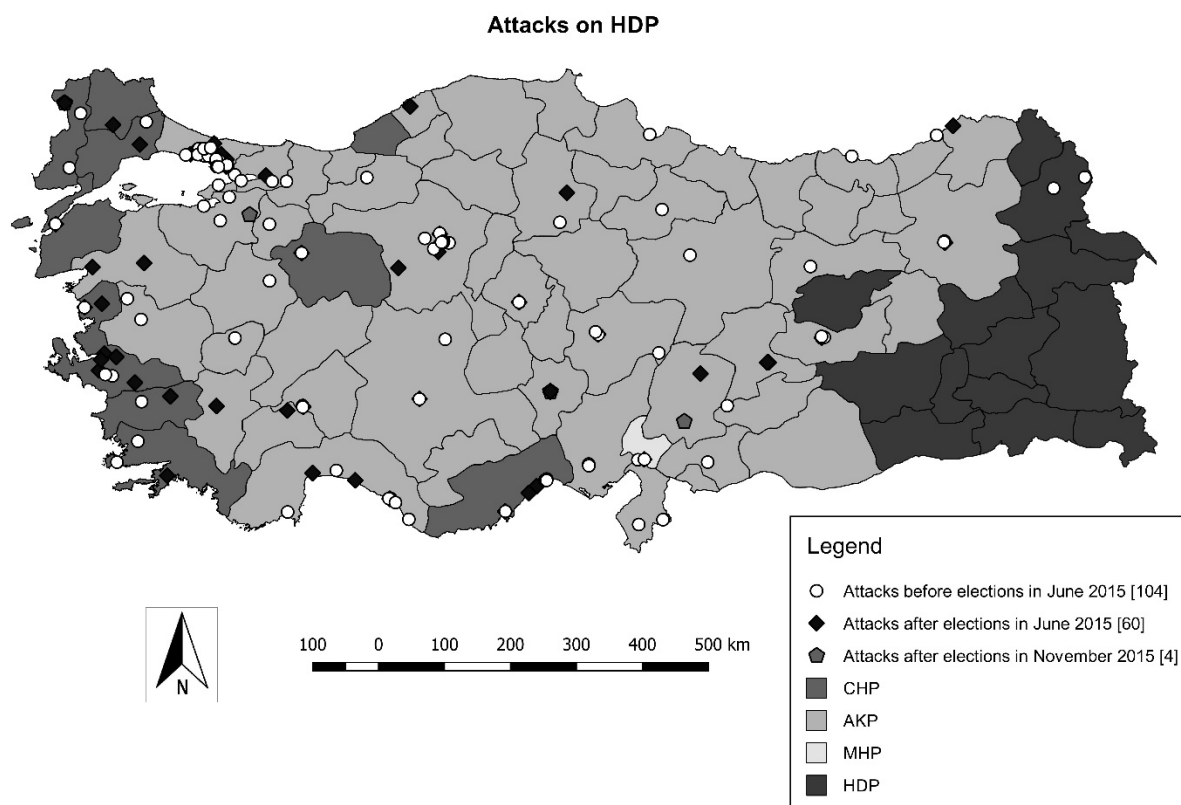 Attacks on HDP
Legend
Attacks before elections in June 2015 [104]
Attacks after elections in June 2015 [60]
Attacks after elections in November 2015 [4]
CHP
AKP
MHP
HDP
N
100 0 100 200 300 400 500 km